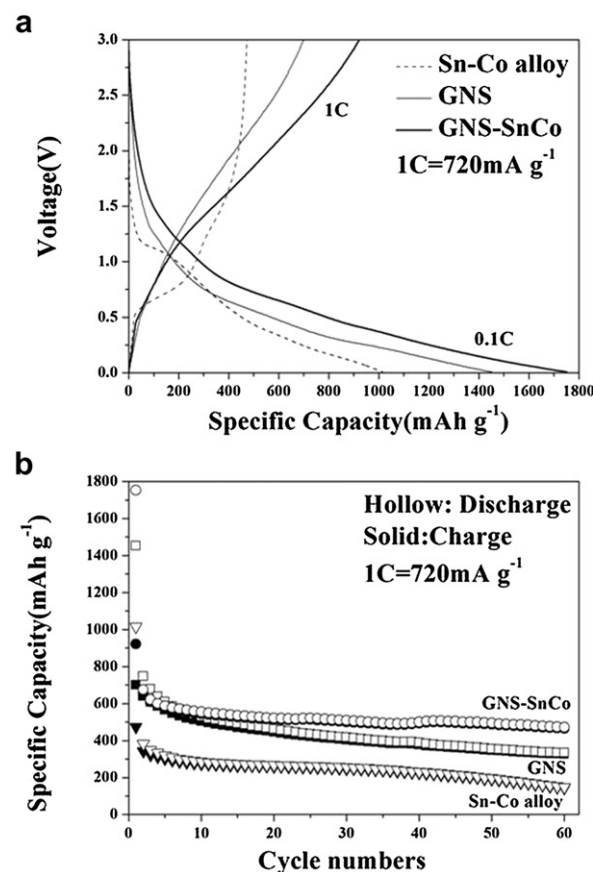 a
3.0
2.5
2.0
1.5
1.0
0.5
0.0
Voltage(V)
Sn-Co alloy
GNS
GNS-SnCo
1C=720mA g⁻¹
1C
0.1C
0 200 400 600 800 1000 1200 1400 1600 1800
Specific Capacity(mAh g⁻¹)
b
1800
1600
1400
1200
1000
800
600
400
200
0
Specific Capacity(mAh g⁻¹)
Hollow: Discharge
Solid:Charge
1C=720mA g⁻¹
GNS-SnCo
GNS
Sn-Co alloy
0 10 20 30 40 50 60
Cycle numbers